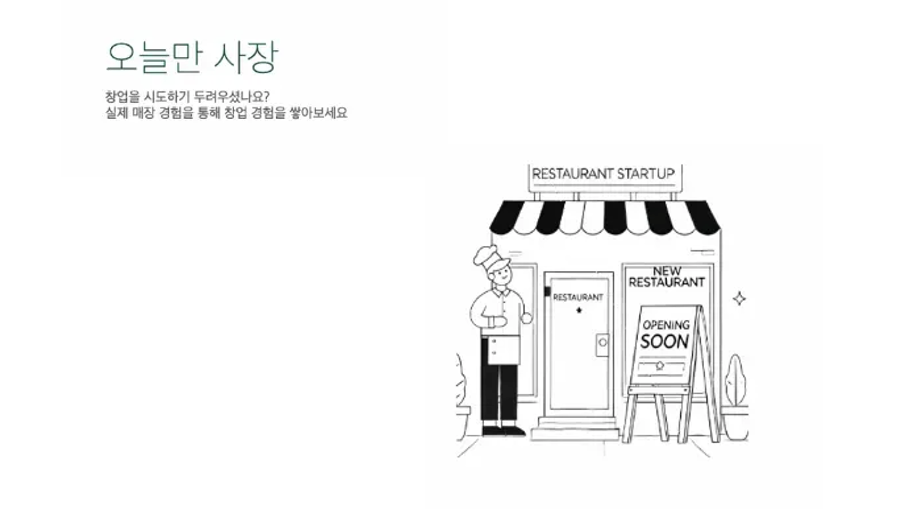 오늘만 사장
창업을 시도하기 두려우셨나요?
실제 매장 경험을 통해 창업 경험을 쌓아보세요
RESTAURANT STARTUP
NEW
RESTAURANT
RESTAURANT
OPENING
SOON